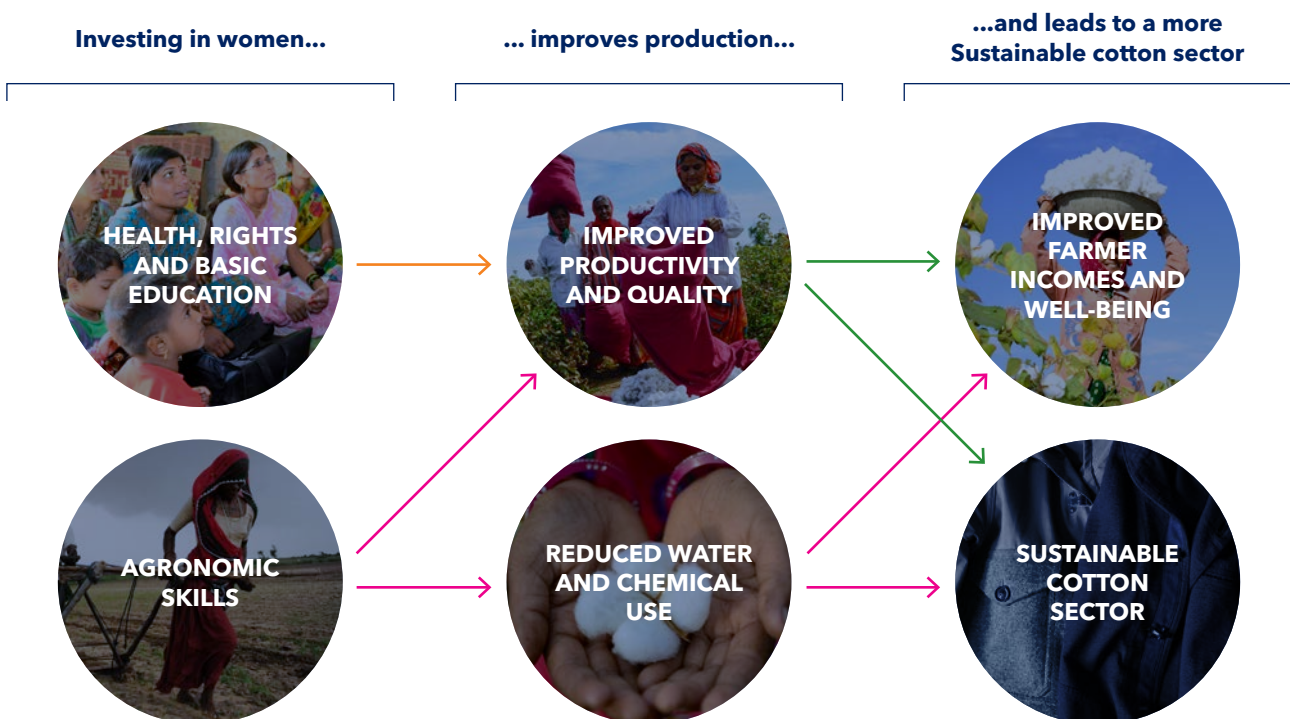 Investing in women...
... improves production...
...and leads to a more
Sustainable cotton sector
HEALTH, RIGHTS
AND BASIC
EDUCATION
IMPROVED
PRODUCTIVITY
AND QUALITY
IMPROVED
FARMER
INCOMES AND
WELL-BEING
AGRONOMIC
SKILLS
REDUCED WATER
AND CHEMICAL
USE
SUSTAINABLE
COTTON
SECTOR